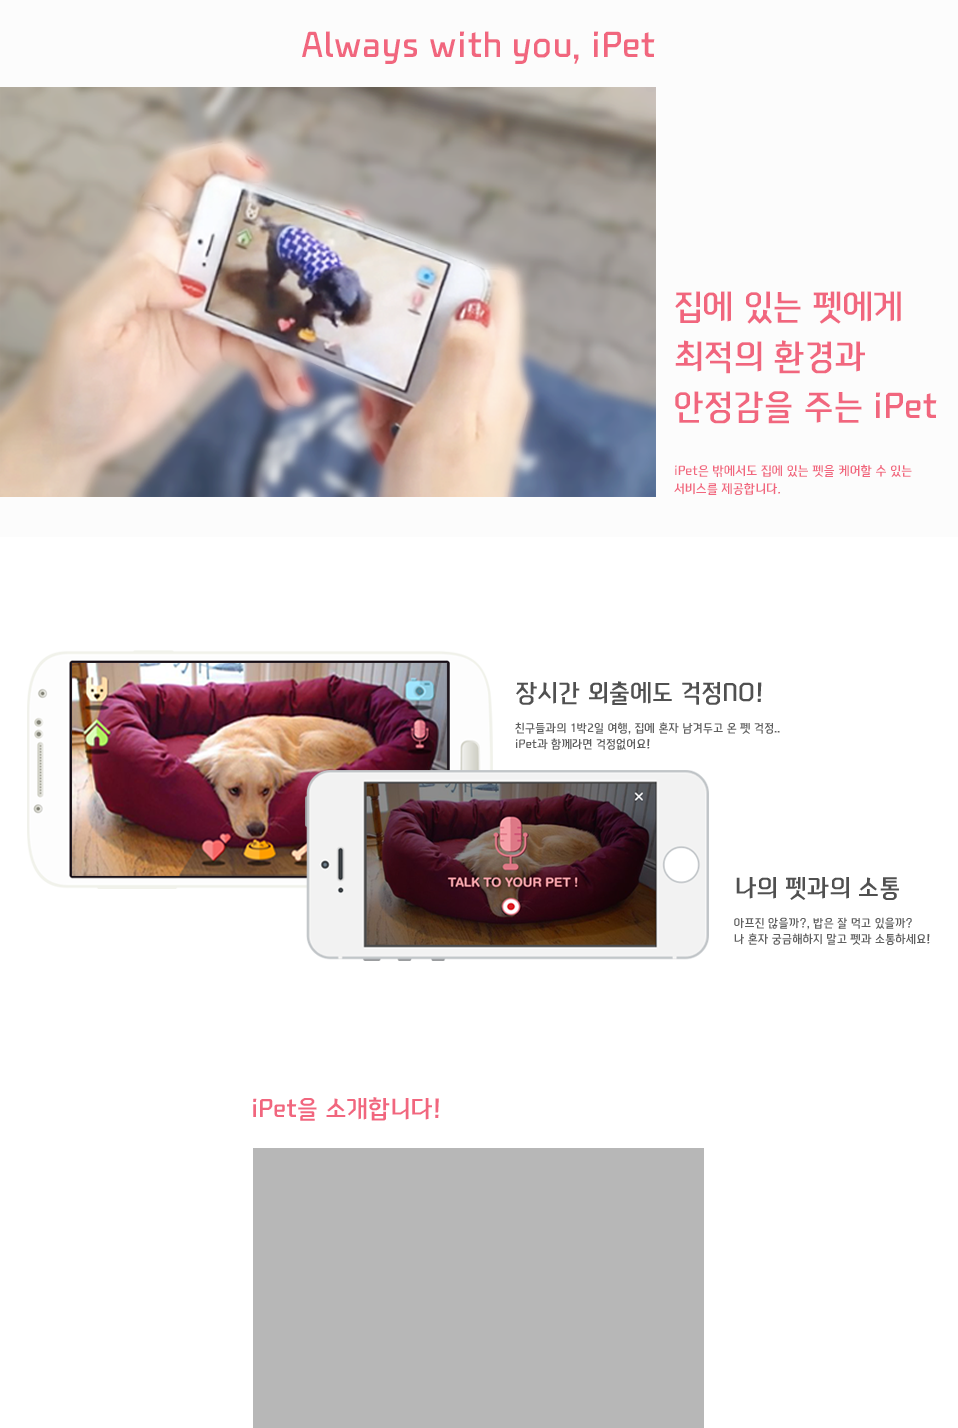 Always with you, iPet
집에 있는 펫에게
최적의 환경과
안정감을 주는 iPet
iPet은 밖에서도 집에 있는 펫을 케어할 수 있는
서비스를 제공합니다.
장시간 외출에도 걱정NO!
친구들과의 1박2일 여행, 집에 혼자 남겨두고 온 펫 걱정..
iPet과 함께라면 걱정없어요!
TALK TO YOUR PET !
나의 펫과의 소통
아프진 않을까?, 밥은 잘 먹고 있을까?
나 혼자 궁금해하지 말고 펫과 소통하세요!
iPet을 소개합니다!